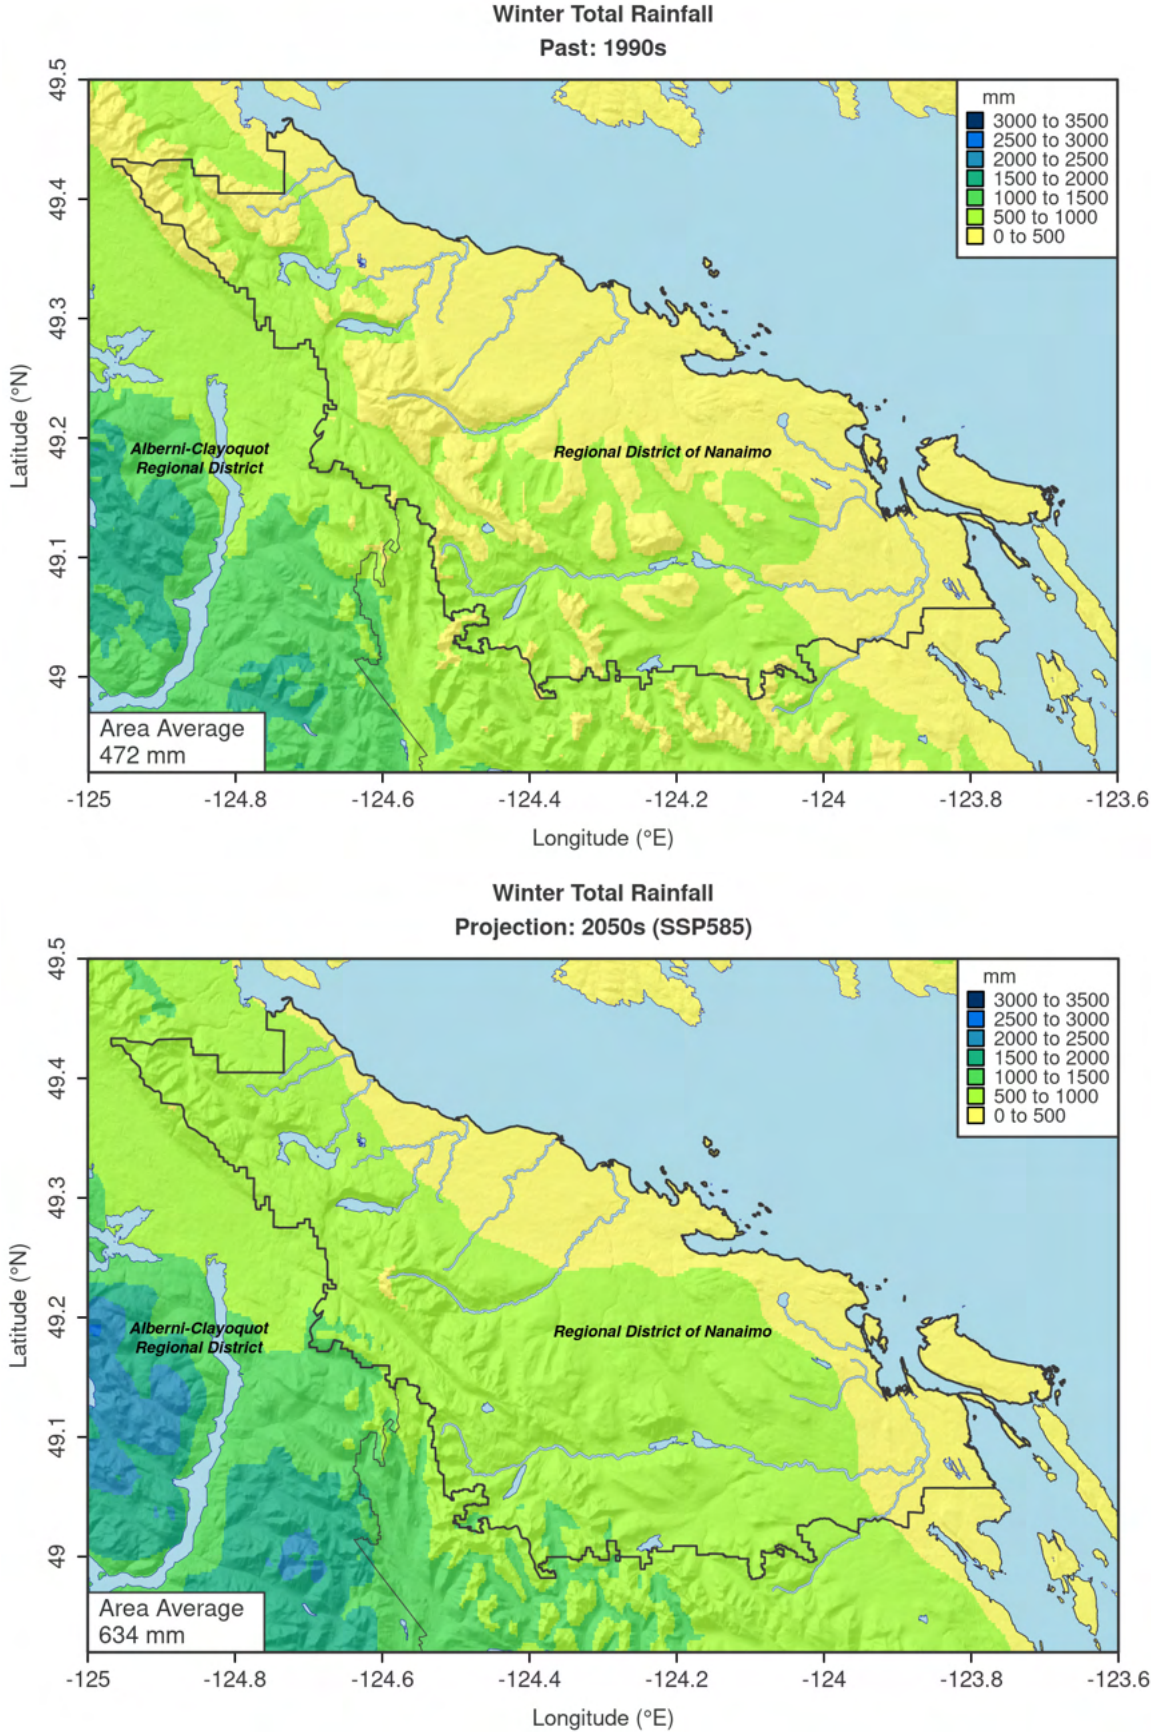 Winter Total Rainfall
Past: 1990s
49.5
49.4
49.3
49.2
49.1
49
Latitude (°N)
mm
3000 to 3500
2500 to 3000
2000 to 2500
1500 to 2000
1000 to 1500
500 to 1000
0 to 500
Alberni-Clayoquot
Regional District
Regional District of Nanaimo
Area Average
472 mm
-125
-124.8
-124.6
-124.4
-124.2
-124
-123.8
-123.6
Longitude (°E)
Winter Total Rainfall
Projection: 2050s (SSP585)
49.5
49.4
49.3
49.2
49.1
49
Latitude (°N)
mm
3000 to 3500
2500 to 3000
2000 to 2500
1500 to 2000
1000 to 1500
500 to 1000
0 to 500
Alberni-Clayoquot
Regional District
Regional District of Nanaimo
Area Average
634 mm
-125
-124.8
-124.6
-124.4
-124.2
-124
-123.8
-123.6
Longitude (°E)